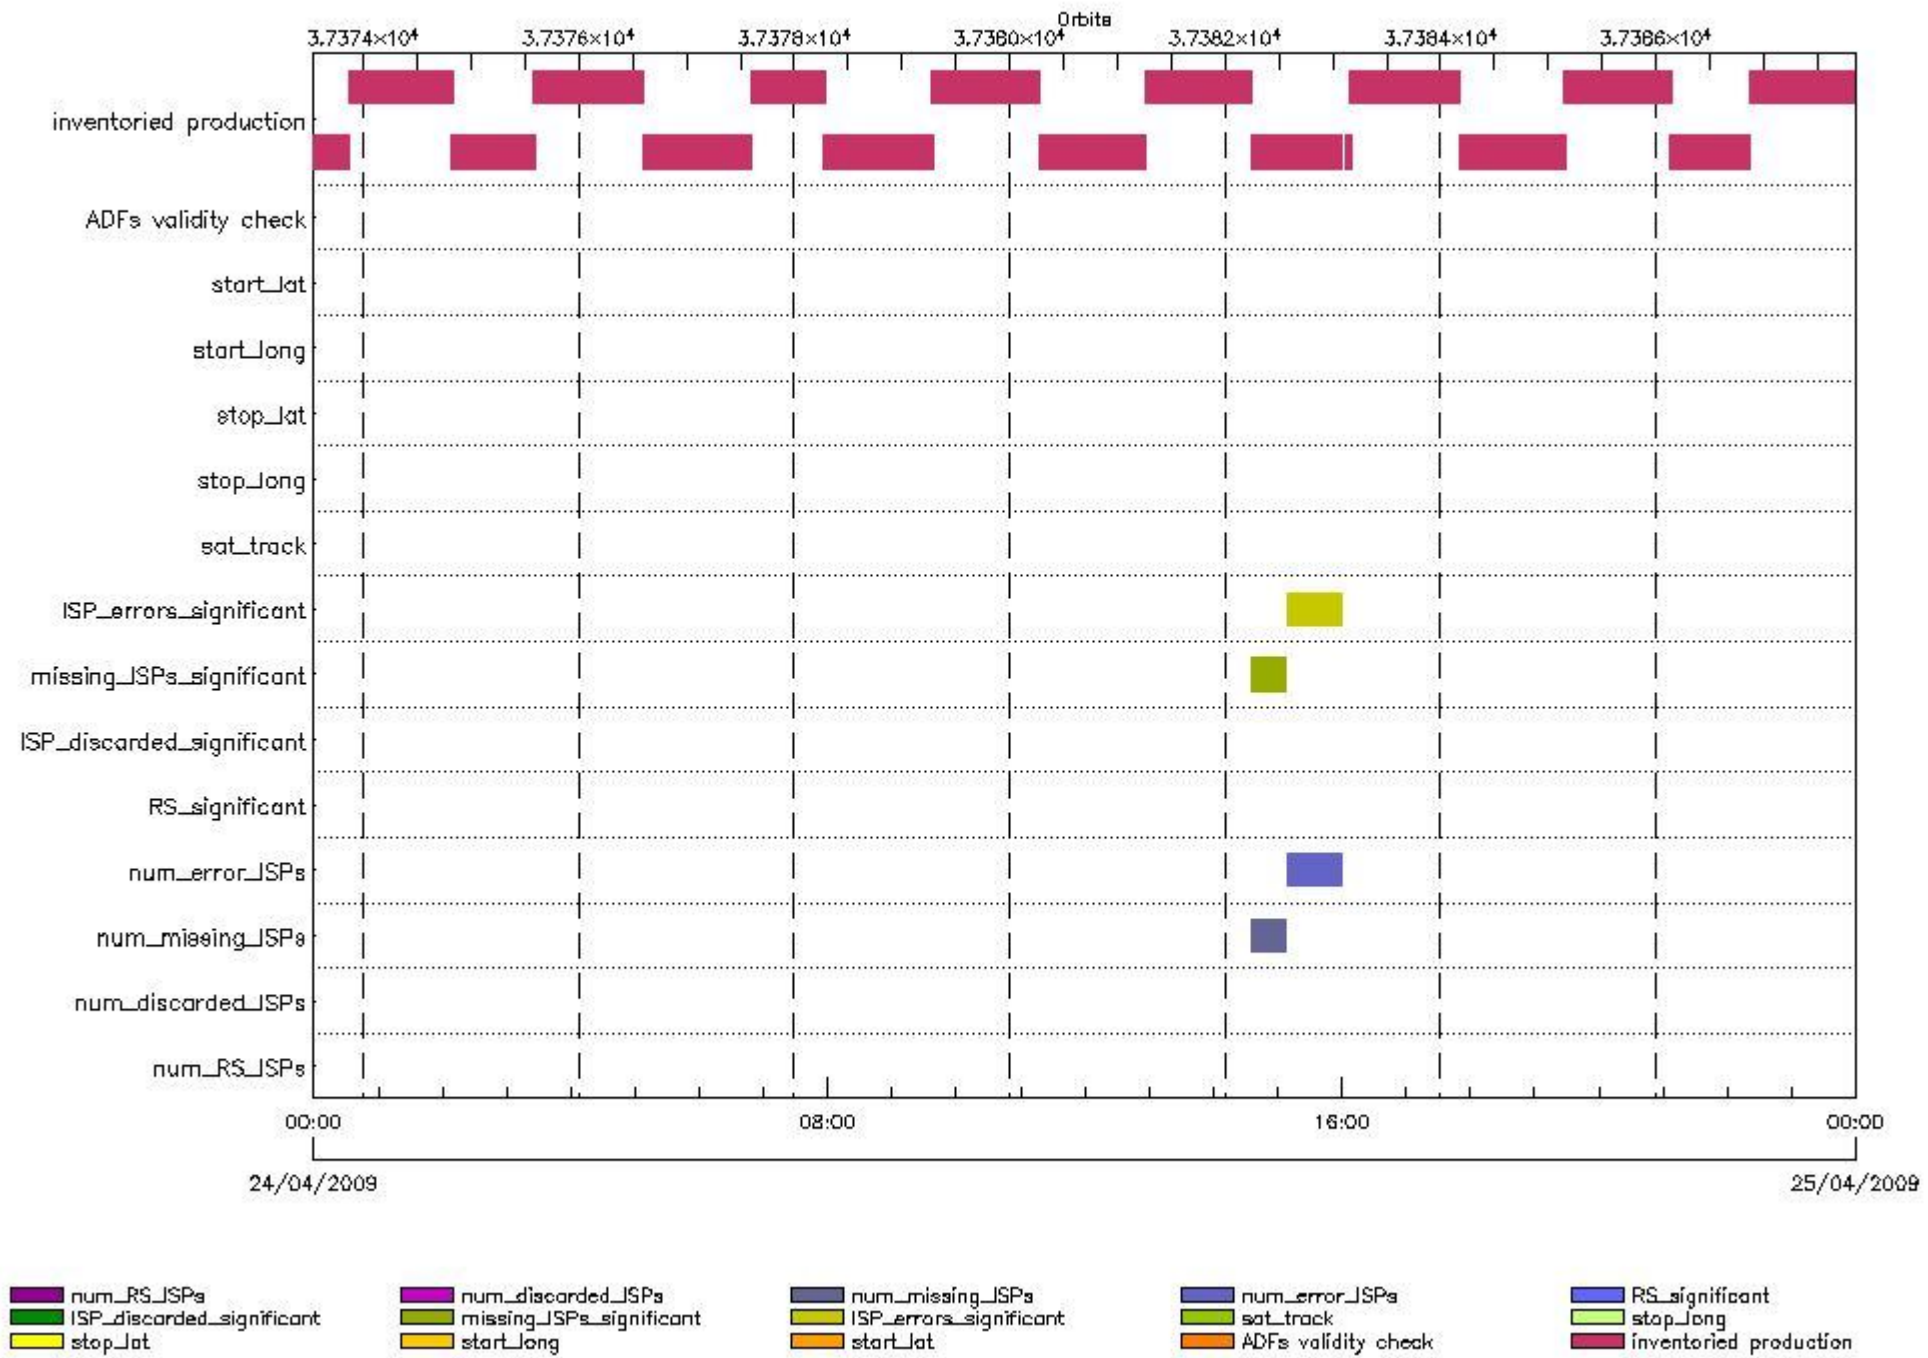 Orbits
3.7374×10⁴ 3.7376×10⁴ 3.7378×10⁴ 3.7380×10⁴ 3.7382×10⁴ 3.7384×10⁴ 3.7386×10⁴
inventoried production
ADFs validity check
start_lat
start_long
stop_lat
stop_long
sat_track
ISP_errors_significant
missing_ISPs_significant
ISP_discarded_significant
RS_significant
num_error_ISPs
num_missing_ISPs
num_discarded_ISPs
num_RS_ISPs
00:00 08:00 16:00 00:00
24/04/2009 25/04/2009
num_RS_ISPs num_discarded_ISPs num_missing_ISPs num_error_ISPs RS_significant
ISP_discarded_significant missing_ISPs_significant ISP_errors_significant sat_track stop_long
stop_lat start_long start_lat ADFs validity check inventoried production